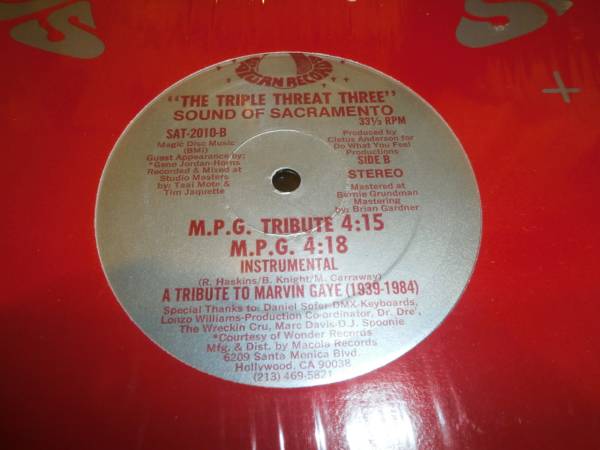 "THE TRIPLE THREAT THREE"
SOUND OF SACRAMENTO
33⅓ RPM
SAT-2010-B
Magic Disc Music
(BMI)
Guest Appearance by:
*Geno Jordan-Horns
Recorded & Mixed at
Studio Masters
by: Taai Mote &
Tim Jaquette
Produced by
Cletus Anderson for
Do What You Feel
Productions
SIDE B
STEREO
Mastered at
Bernie Grundman
Mastering
by: Brian Gardner
M.P.G. TRIBUTE 4:15
M.P.G. 4:18
INSTRUMENTAL
(R. Haskins/B. Knight/M. Carraway)
A TRIBUTE TO MARVIN GAYE (1939-1984)
Special Thanks to: Daniel Sofer-DMX-Keyboards,
Lonzo Williams-Production Co-ordinator, Dr. Dre',
The Wreckin Cru, Marc Davis-D.J. Spoonie.
*Courtesy of Wonder Records
Mfg. & Dist. by Macola Records
6209 Santa Monica Blvd.
Hollywood, CA 90038
(213) 469-5821